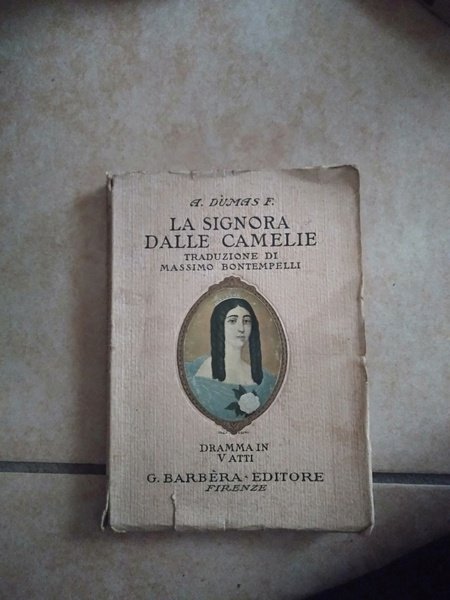 A. DUMAS F.
LA SIGNORA
DALLE CAMELIE
TRADUZIONE DI
MASSIMO BONTEMPELLI
DRAMMA IN
V ATTI
G. BARBÈRA · EDITORE
FIRENZE